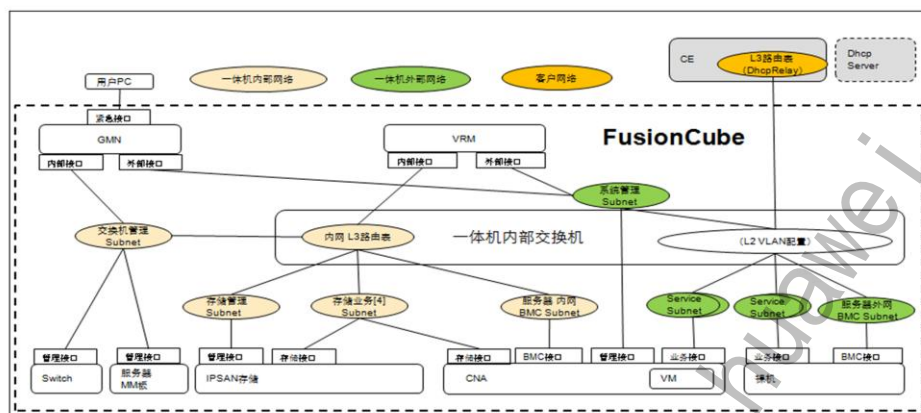 一体机内部网络
一体机外部网络
客户网络
CE
L3路由表
(DhcpRelay)
Dhcp
Server
用户PC
紧急接口
GMN
内部接口
外部接口
VRM
内部接口
外部接口
FusionCube
系统管理
Subnet
交换机管理
Subnet
内网 L3路由表
一体机内部交换机
(L2 VLAN配置)
存储管理
Subnet
存储业务[4]
Subnet
服务器 内网
BMC Subnet
Service
Subnet
Service
Subnet
服务器外网
BMC Subnet
管理接口
Switch
管理接口
服务器
MM板
管理接口
存储接口
IPSAN存储
存储接口
BMC接口
管理接口
业务接口
CNA
VM
业务接口
BMC接口
裸机
huawei